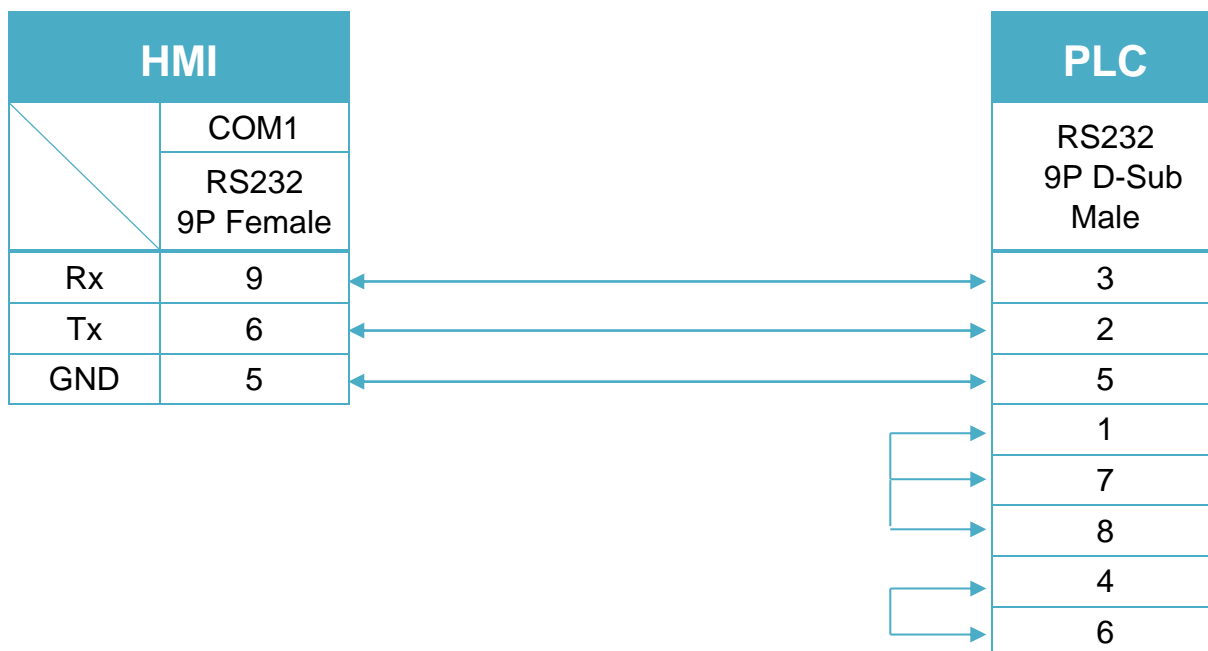 HMI
PLC
COM1
RS232
9P Female
RS232
9P D-Sub
Male
Rx 9 3
Tx 6 2
GND 5 5
1
7
8
4
6